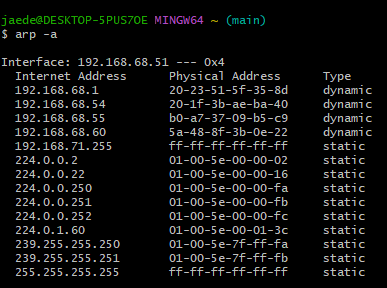 jaede@DESKTOP-5PUS7OE MINGW64 ~ (main)
$ arp -a

Interface: 192.168.68.51 --- 0x4
  Internet Address      Physical Address      Type
  192.168.68.1          20-23-51-5f-35-8d     dynamic
  192.168.68.54         20-1f-3b-ae-ba-40     dynamic
  192.168.68.55         b0-a7-37-09-b5-c9     dynamic
  192.168.68.60         5a-48-8f-3b-0e-22     dynamic
  192.168.71.255        ff-ff-ff-ff-ff-ff     static
  224.0.0.2             01-00-5e-00-00-02     static
  224.0.0.22            01-00-5e-00-00-16     static
  224.0.0.250           01-00-5e-00-00-fa     static
  224.0.0.251           01-00-5e-00-00-fb     static
  224.0.0.252           01-00-5e-00-00-fc     static
  224.0.1.60            01-00-5e-00-01-3c     static
  239.255.255.250       01-00-5e-7f-ff-fa     static
  239.255.255.251       01-00-5e-7f-ff-fb     static
  255.255.255.255       ff-ff-ff-ff-ff-ff     static